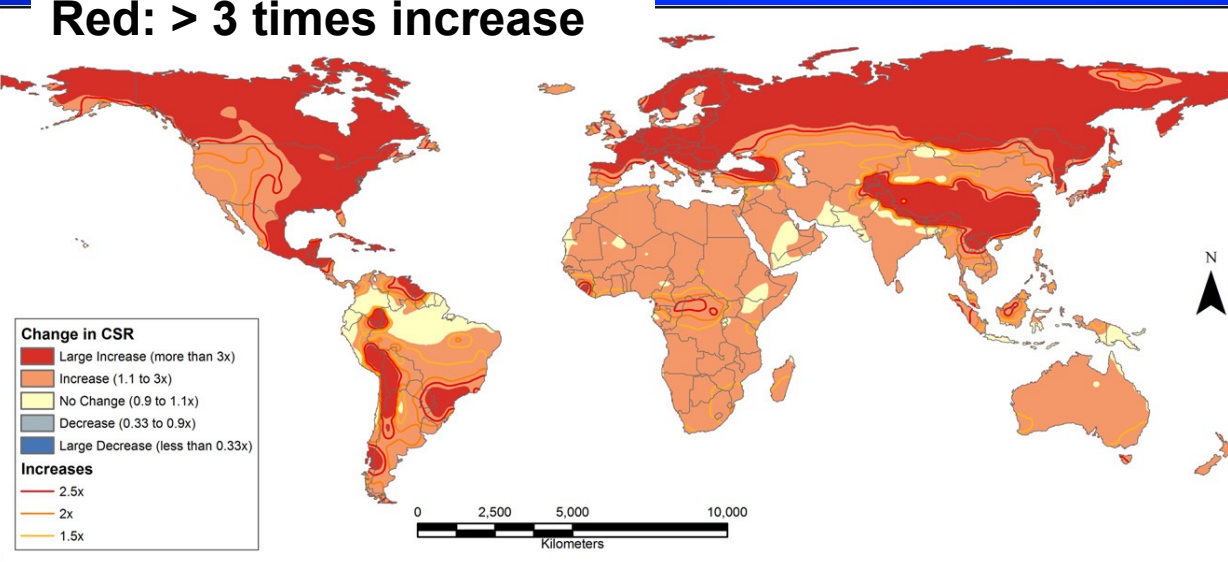 Red: > 3 times increase
N
Change in CSR
Large Increase (more than 3x)
Increase (1.1 to 3x)
No Change (0.9 to 1.1x)
Decrease (0.33 to 0.9x)
Large Decrease (less than 0.33x)
Increases
2.5x
2x
1.5x
0 2,500 5,000 10,000
Kilometers